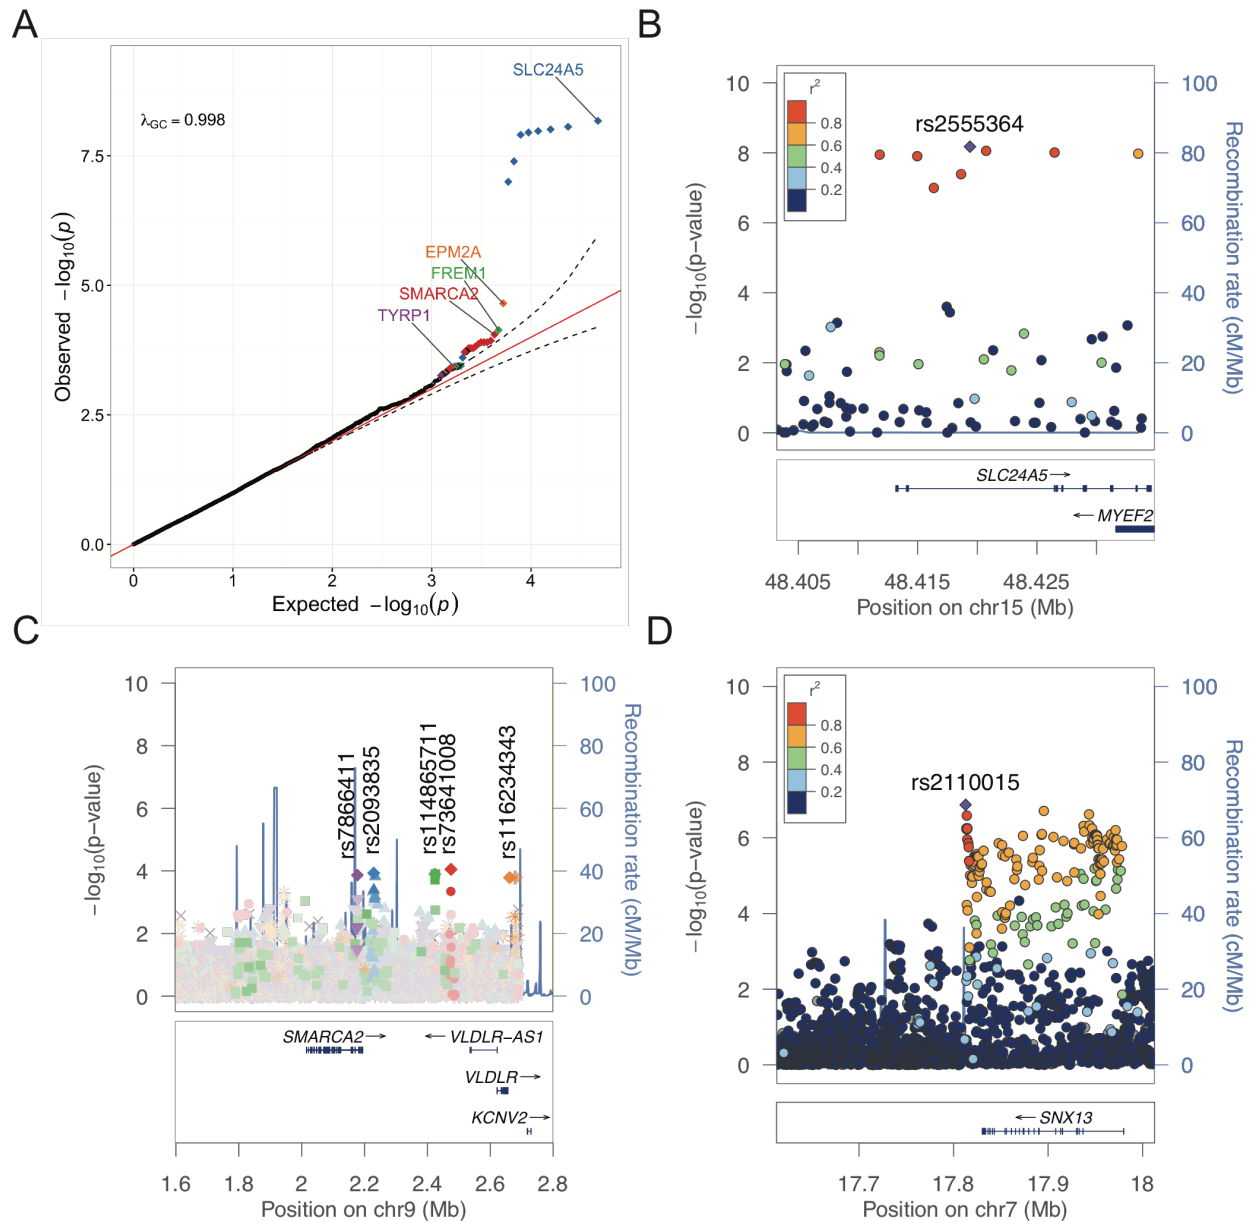 A
SLC24A5
λGC = 0.998
7.5
EPM2A
5.0
FREM1
SMARCA2
TYRP1
2.5
0.0
0 1 2 3 4
Observed −log10(p)
Expected −log10(p)
B
10 100
r2
0.8
0.6
0.4
0.2
rs2555364
8 80
6 60
4 40
2 20
0 0
−log10(p−value)
Recombination rate (cM/Mb)
SLC24A5
MYEF2
48.405 48.415 48.425
Position on chr15 (Mb)
C
10 100
8 80
6 60
4 40
2 20
0 0
−log10(p−value)
Recombination rate (cM/Mb)
rs7866411
rs2093835
rs114865711
rs73641008
rs116234343
SMARCA2 VLDLR−AS1
VLDLR
KCNV2
1.6 1.8 2 2.2 2.4 2.6 2.8
Position on chr9 (Mb)
D
10 100
r2
0.8
0.6
0.4
0.2
rs2110015
8 80
6 60
4 40
2 20
0 0
−log10(p−value)
Recombination rate (cM/Mb)
SNX13
17.7 17.8 17.9 18
Position on chr7 (Mb)